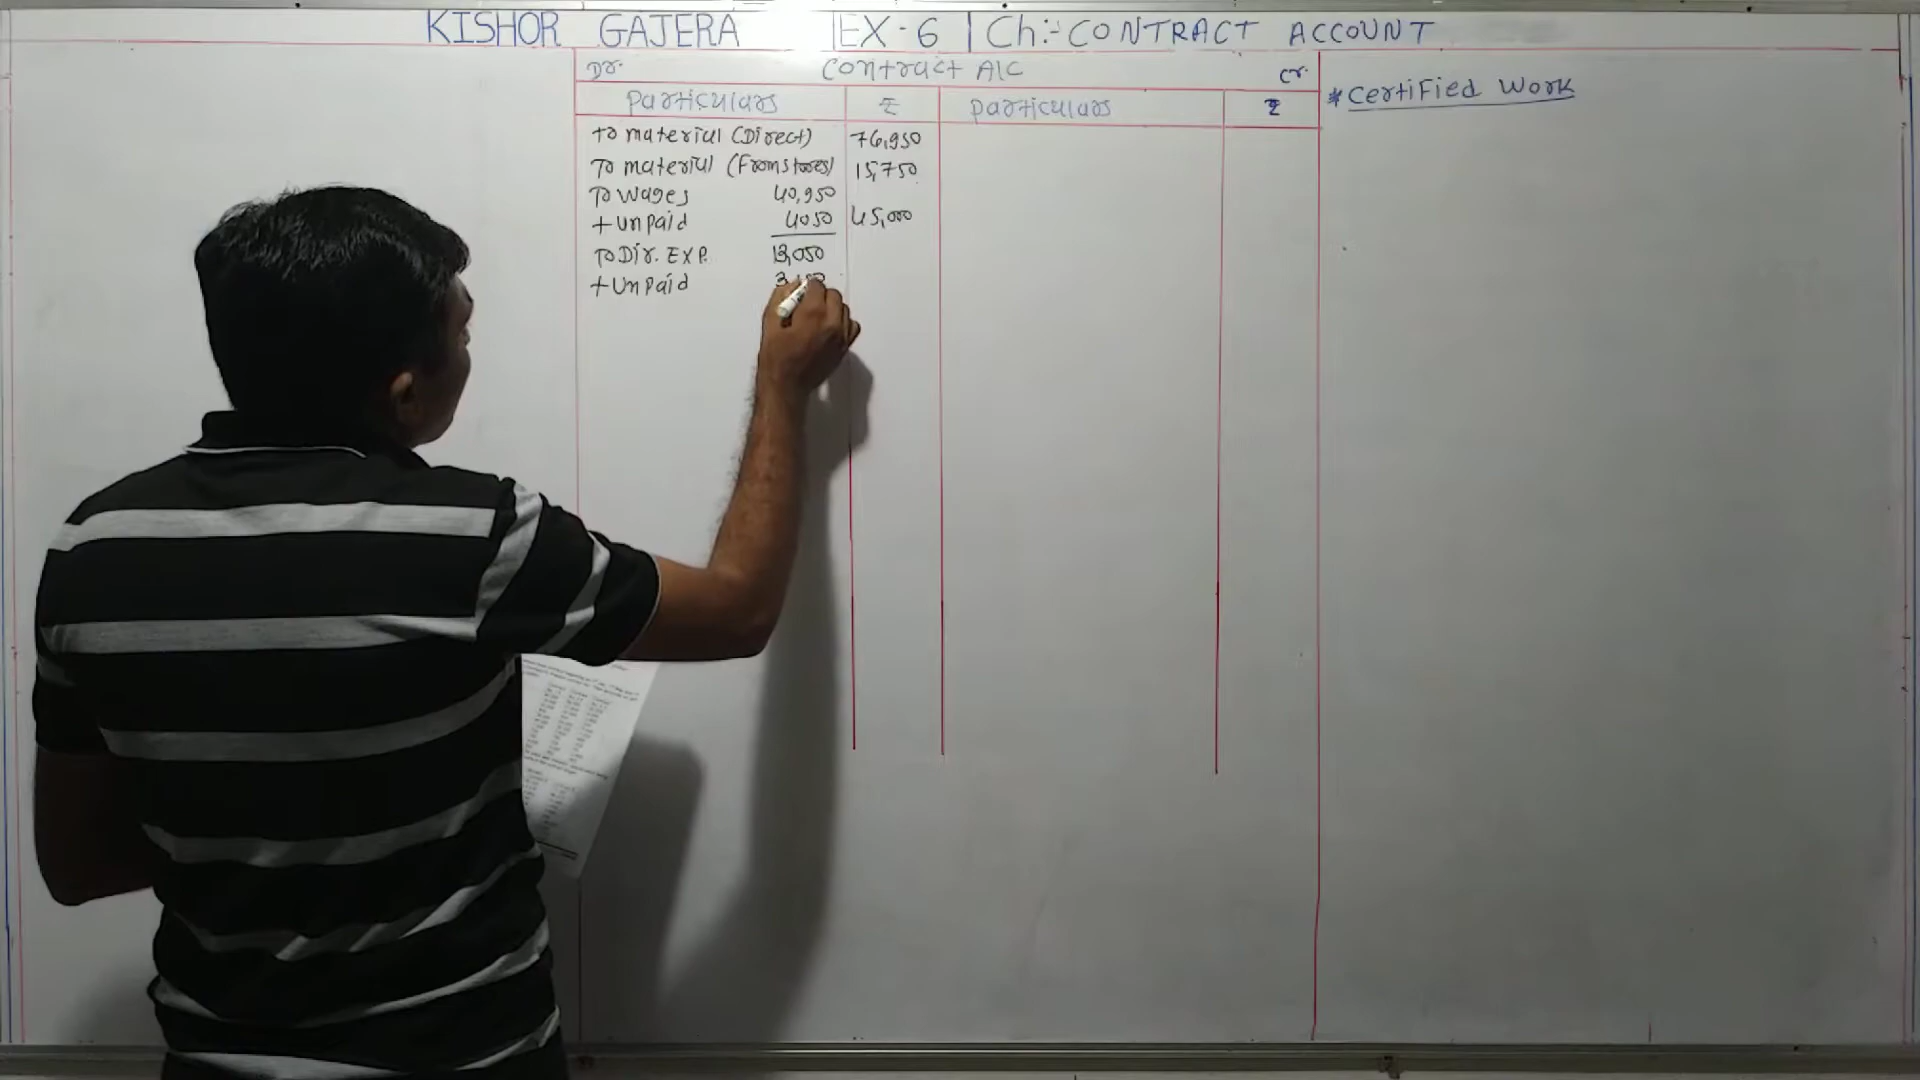 KISHOR GAJERA EX-6 | Ch:- CONTRACT ACCOUNT
Dr. Contract A/C Cr.
Particulars ₹ Particulars ₹
To material (Direct) 76,950
To material (From stores) 15,750
To Wages 40,950
+ Unpaid 4050 45,000
To Dir. EXP. 13,050
+ Unpaid
* Certified Work